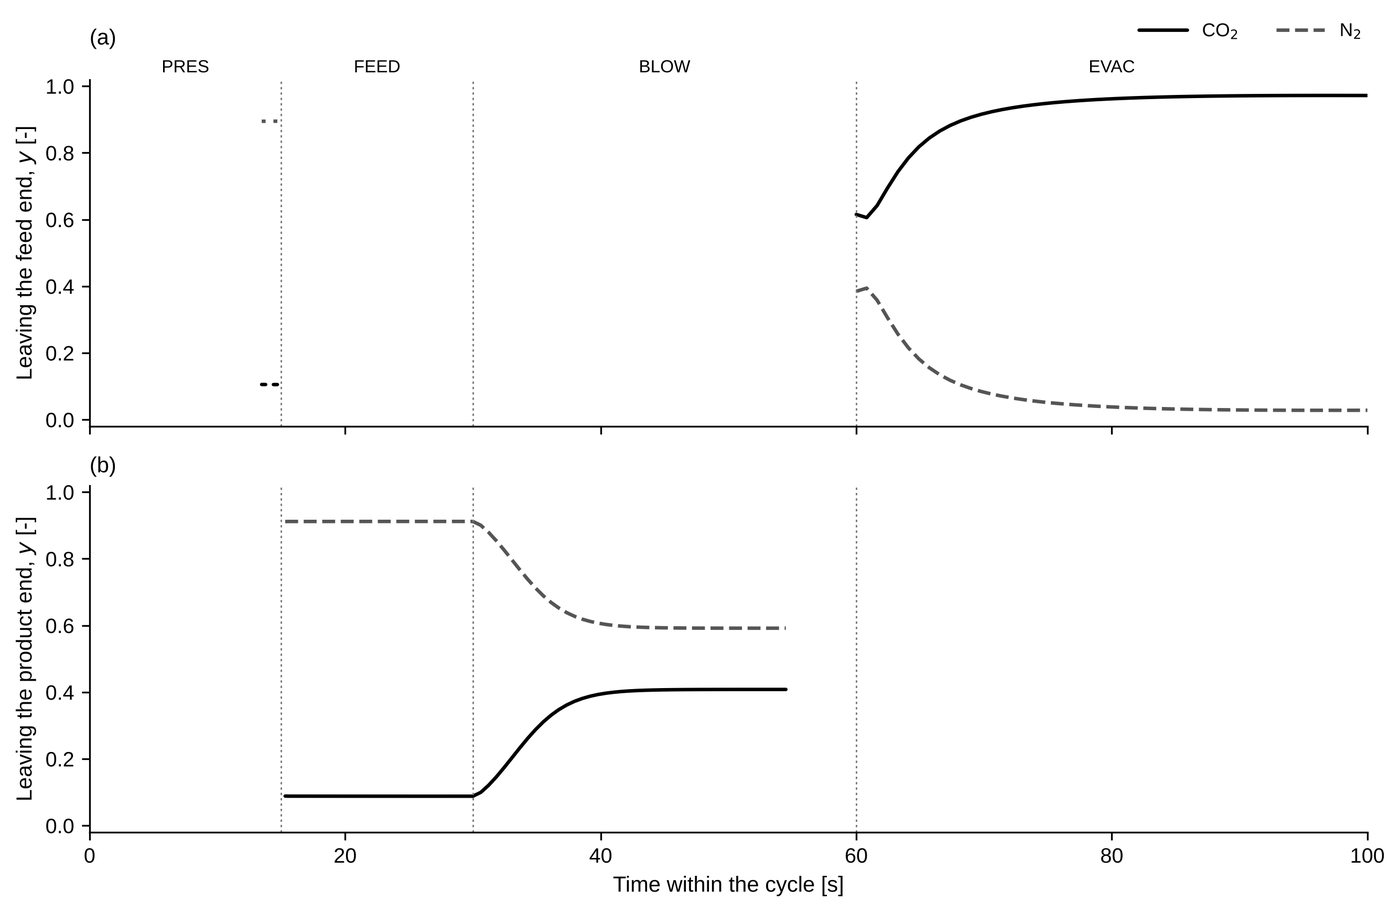 CO₂ N₂
(a)
PRES FEED BLOW EVAC
1.0
0.8
0.6
0.4
0.2
0.0
Leaving the feed end, y [-]
(b)
1.0
0.8
0.6
0.4
0.2
0.0
Leaving the product end, y [-]
0 20 40 60 80 100
Time within the cycle [s]